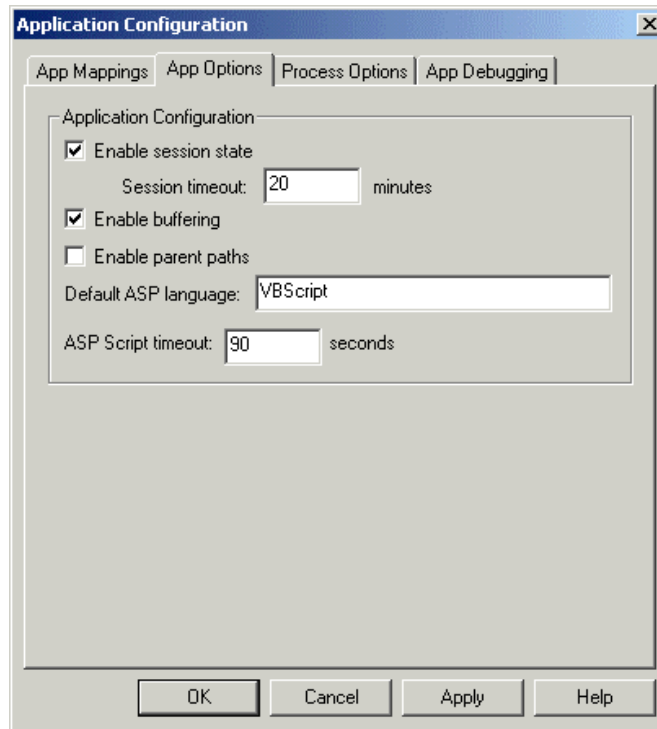 Application Configuration
App Mappings App Options Process Options App Debugging
Application Configuration
Enable session state
Session timeout: 20 minutes
Enable buffering
Enable parent paths
Default ASP language: VBScript
ASP Script timeout: 90 seconds
OK Cancel Apply Help